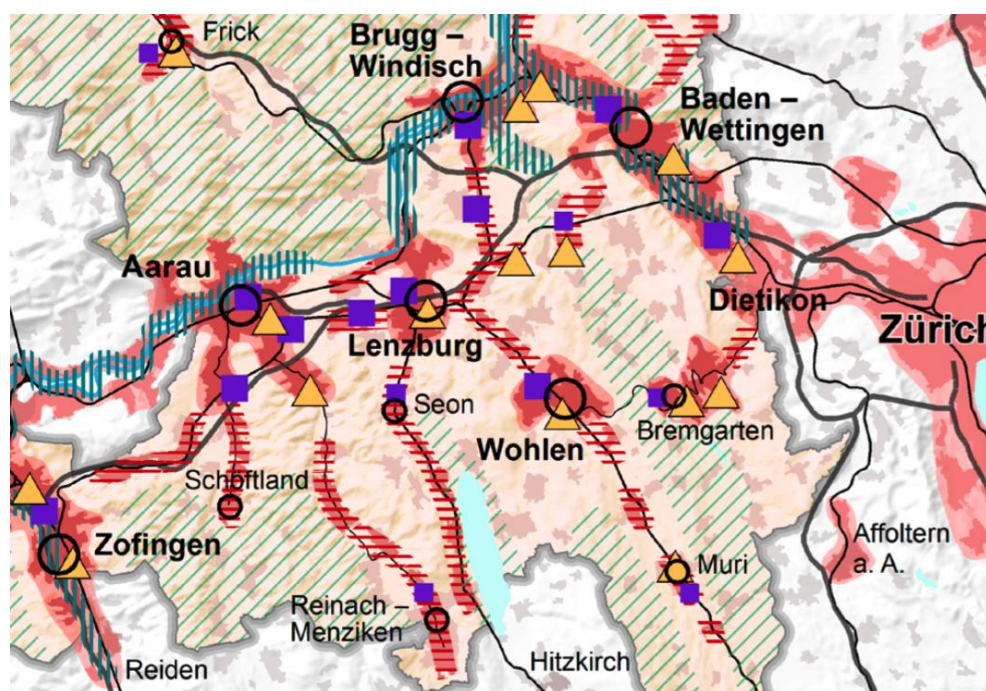 Frick
Brugg –
Windisch
Baden –
Wettingen
Aarau
Dietikon
Zürich
Lenzburg
Seon
Wohlen
Bremgarten
Schöftland
Zofingen
Affoltern
a. A.
Muri
Reinach –
Menziken
Reiden
Hitzkirch